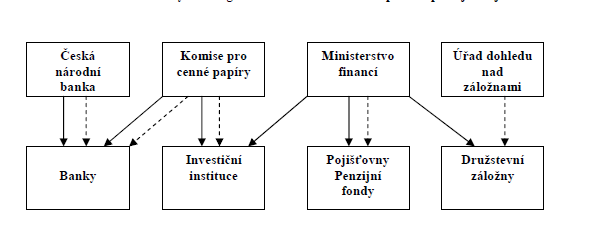 Česká
národní
banka
Komise pro
cenné papíry
Ministerstvo
financí
Úřad dohledu
nad
záložnami
Banky
Investiční
instituce
Pojišťovny
Penzijní
fondy
Družstevní
záložny